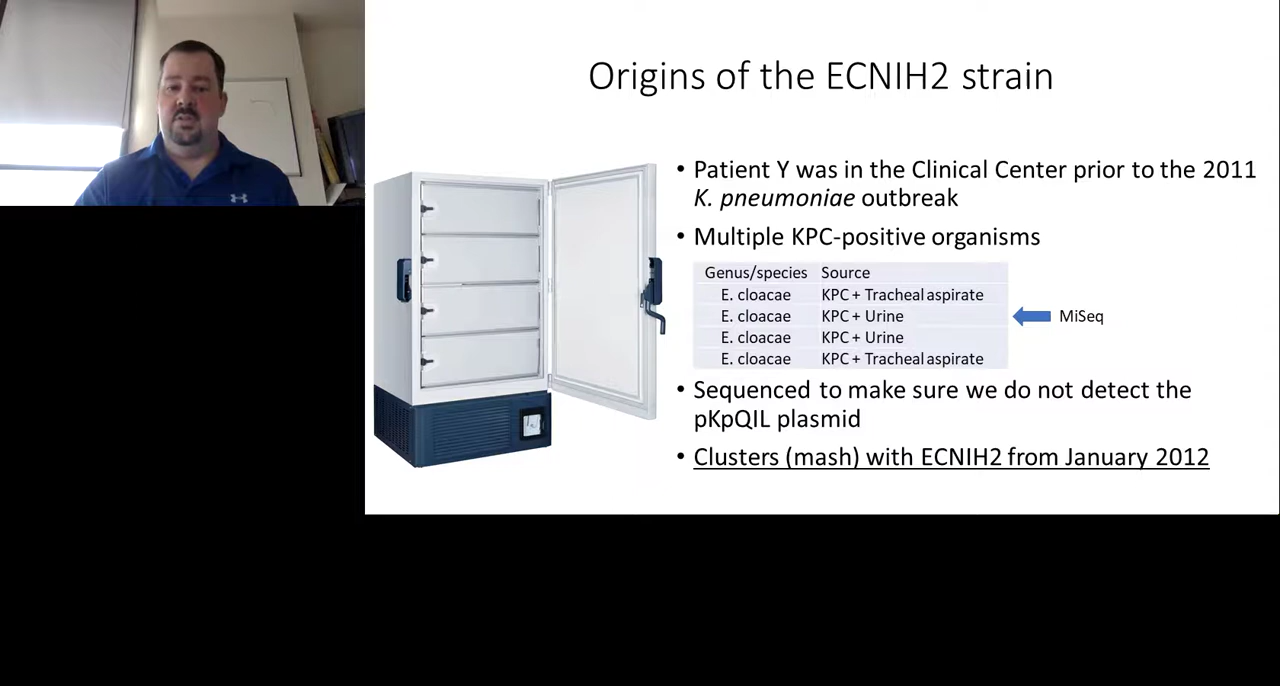 Origins of the ECNIH2 strain
• Patient Y was in the Clinical Center prior to the 2011
K. pneumoniae outbreak
• Multiple KPC-positive organisms
Genus/species Source
E. cloacae KPC + Tracheal aspirate
E. cloacae KPC + Urine
MiSeq
E. cloacae KPC + Urine
E. cloacae KPC + Tracheal aspirate
• Sequenced to make sure we do not detect the
pKpQIL plasmid
• Clusters (mash) with ECNIH2 from January 2012